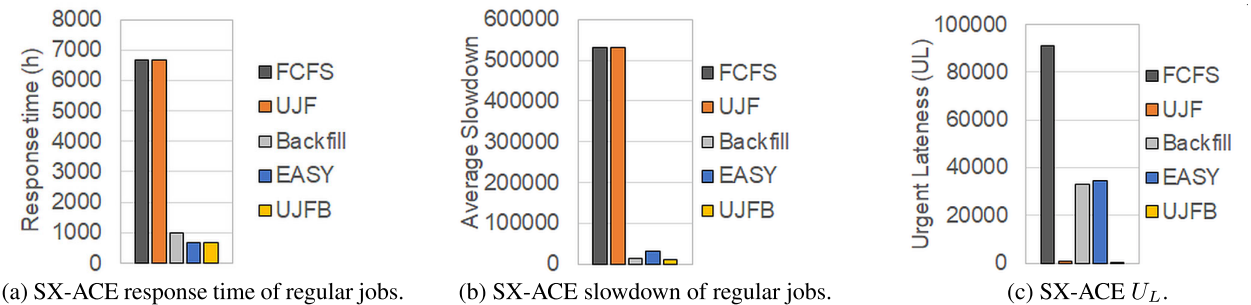 8000
7000
6000
5000
4000
3000
2000
1000
0
Response time (h)
FCFS
UJF
Backfill
EASY
UJFB
(a) SX-ACE response time of regular jobs.
600000
500000
400000
300000
200000
100000
0
Average Slowdown
FCFS
UJF
Backfill
EASY
UJFB
(b) SX-ACE slowdown of regular jobs.
100000
80000
60000
40000
20000
0
Urgent Lateness (UL)
FCFS
UJF
Backfill
EASY
UJFB
(c) SX-ACE U_L.